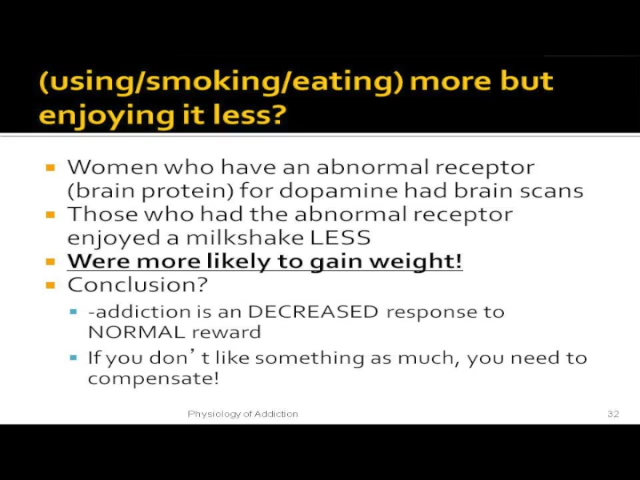 (using/smoking/eating) more but
enjoying it less?
Women who have an abnormal receptor
(brain protein) for dopamine had brain scans
Those who had the abnormal receptor
enjoyed a milkshake LESS
Were more likely to gain weight!
Conclusion?
-addiction is an DECREASED response to
NORMAL reward
If you don’t like something as much, you need to
compensate!
Physiology of Addiction
32